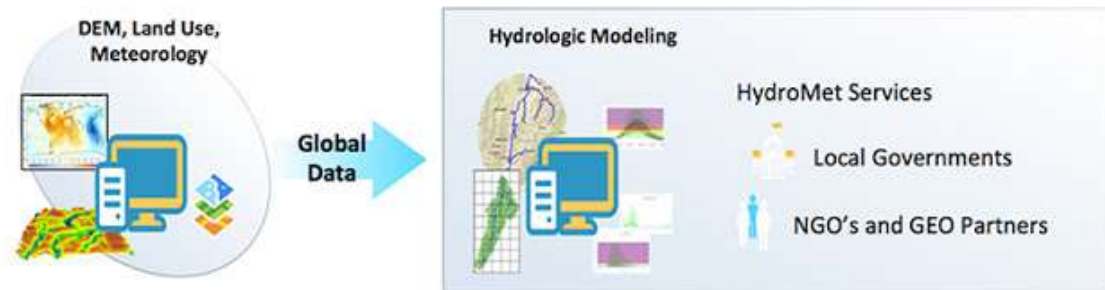 DEM, Land Use,
Meteorology
Global
Data
Hydrologic Modeling
HydroMet Services
Local Governments
NGO's and GEO Partners